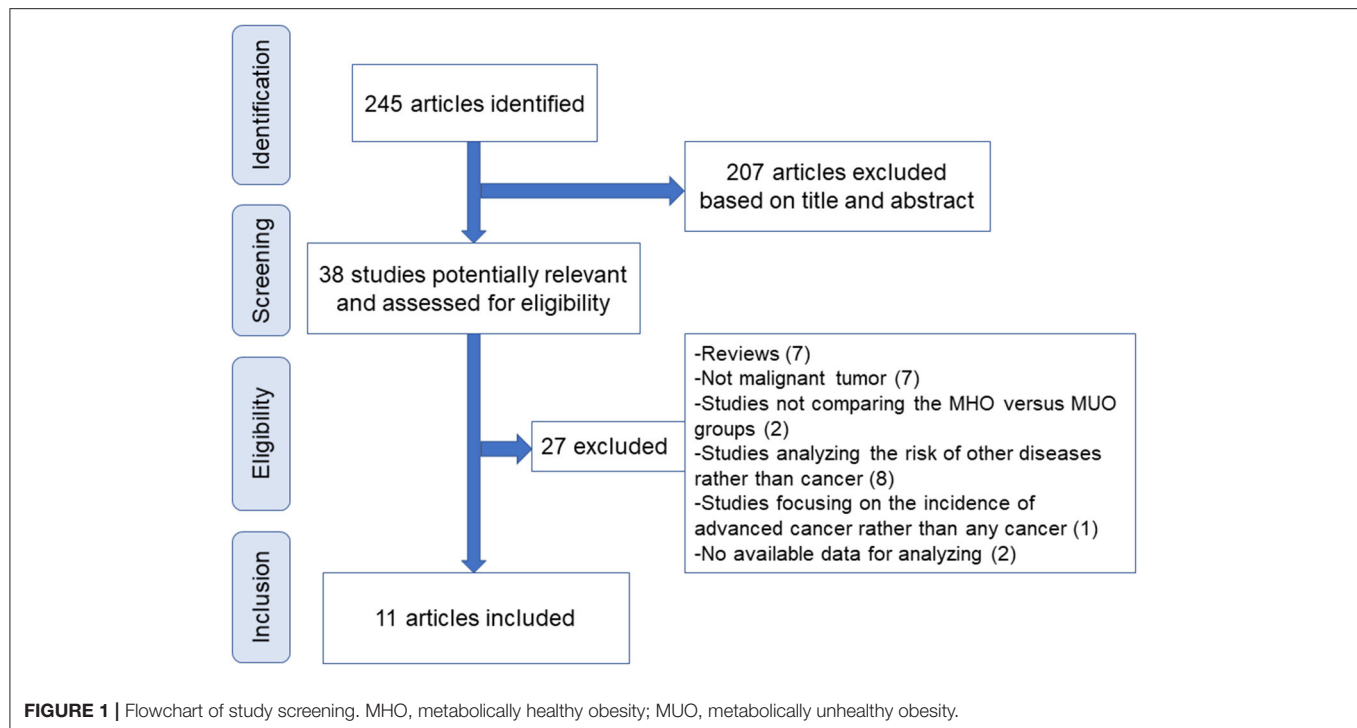 Identification
245 articles identified
207 articles excluded
based on title and abstract
Screening
38 studies potentially relevant
and assessed for eligibility
Eligibility
27 excluded
-Reviews (7)
-Not malignant tumor (7)
-Studies not comparing the MHO versus MUO
groups (2)
-Studies analyzing the risk of other diseases
rather than cancer (8)
-Studies focusing on the incidence of
advanced cancer rather than any cancer (1)
-No available data for analyzing (2)
Inclusion
11 articles included
FIGURE 1 | Flowchart of study screening. MHO, metabolically healthy obesity; MUO, metabolically unhealthy obesity.